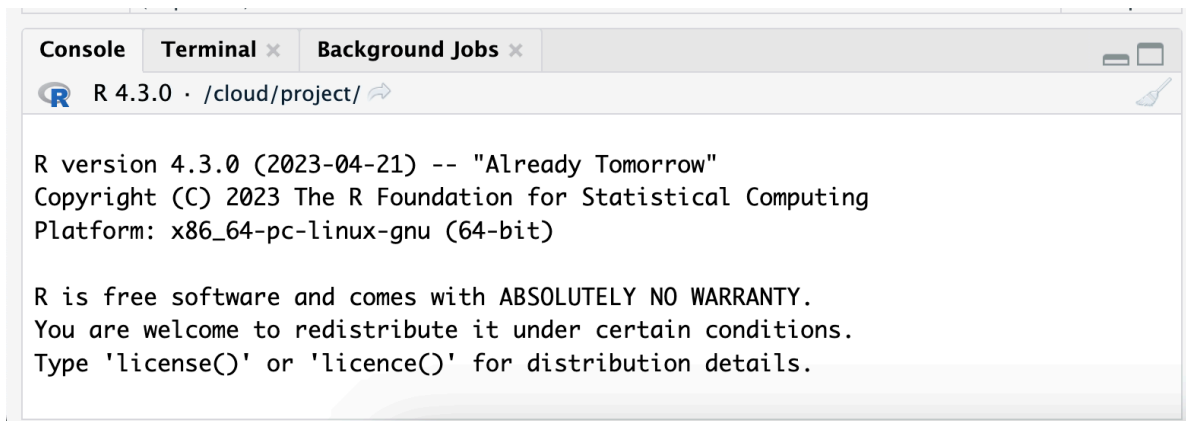 Console Terminal × Background Jobs ×
R R 4.3.0 · /cloud/project/
R version 4.3.0 (2023-04-21) -- "Already Tomorrow"
Copyright (C) 2023 The R Foundation for Statistical Computing
Platform: x86_64-pc-linux-gnu (64-bit)
R is free software and comes with ABSOLUTELY NO WARRANTY.
You are welcome to redistribute it under certain conditions.
Type 'license()' or 'licence()' for distribution details.